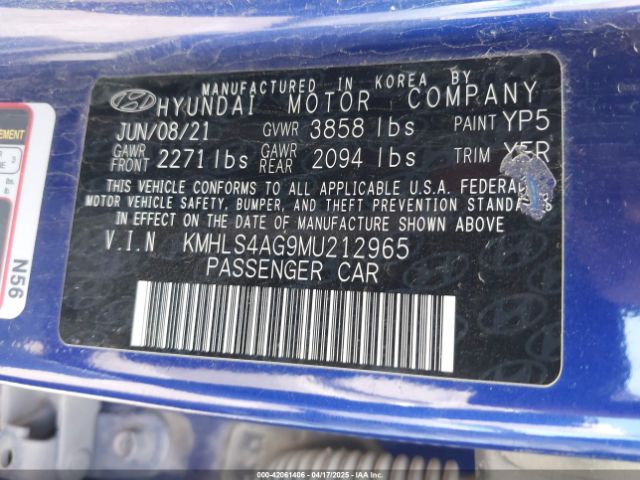 MANUFACTURED IN KOREA BY
HYUNDAI MOTOR COMPANY
JUN/08/21 GVWR 3858 lbs PAINT YP5
GAWR FRONT 2271 lbs GAWR REAR 2094 lbs TRIM
THIS VEHICLE CONFORMS TO ALL APPLICABLE U.S.A. FEDERAL
MOTOR VEHICLE SAFETY, BUMPER, AND THEFT PREVENTION STANDARDS
IN EFFECT ON THE DATE OF MANUFACTURE SHOWN ABOVE
V.I.N KMHLS4AG9MU212965
PASSENGER CAR
N56
000-42061406 - 04/17/2025 - IAAI, Inc.